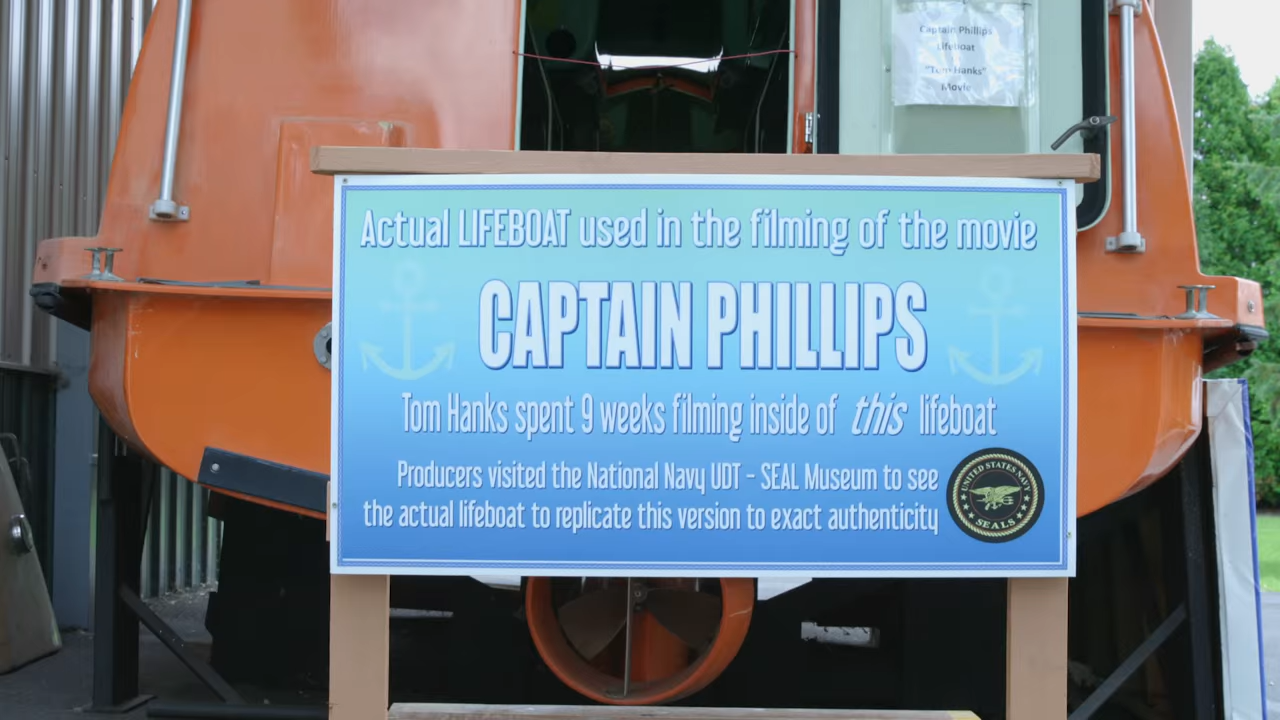 Captain Phillips
Lifeboat
"Tom Hanks"
Movie
Actual LIFEBOAT used in the filming of the movie
CAPTAIN PHILLIPS
Tom Hanks spent 9 weeks filming inside of this lifeboat
Producers visited the National Navy UDT - SEAL Museum to see
the actual lifeboat to replicate this version to exact authenticity
UNITED STATES NAVY
SEALS